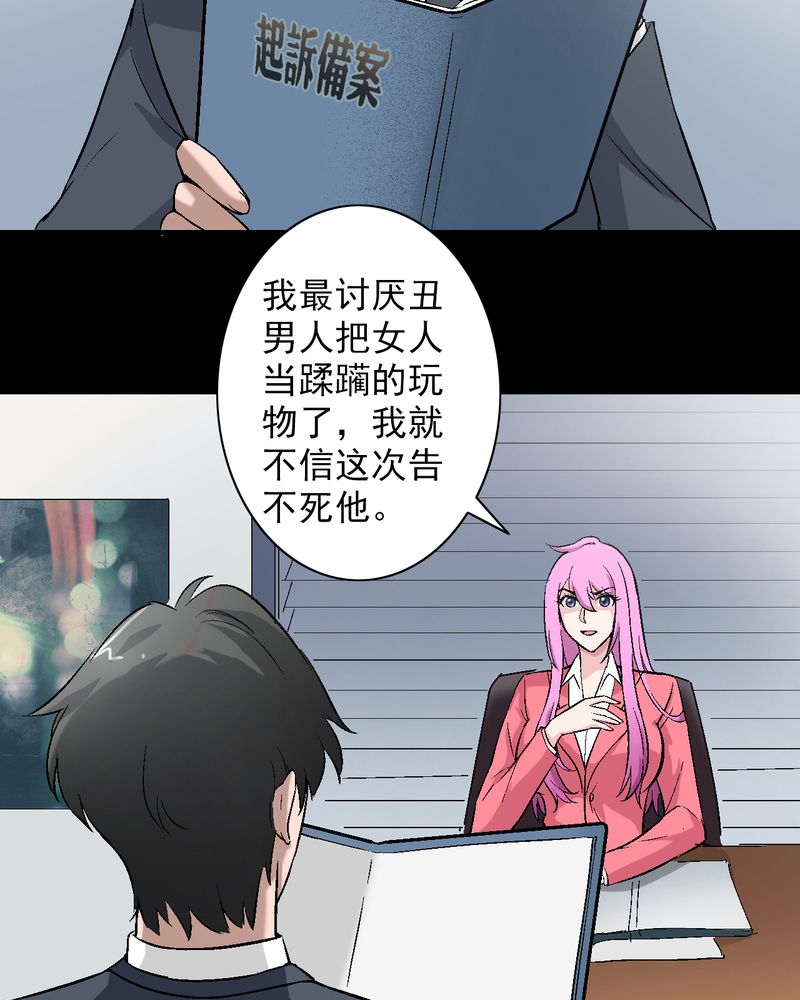 起訴備案
我最讨厌丑
男人把女人
当蹂躏的玩
物了，我就
不信这次告
不死他。